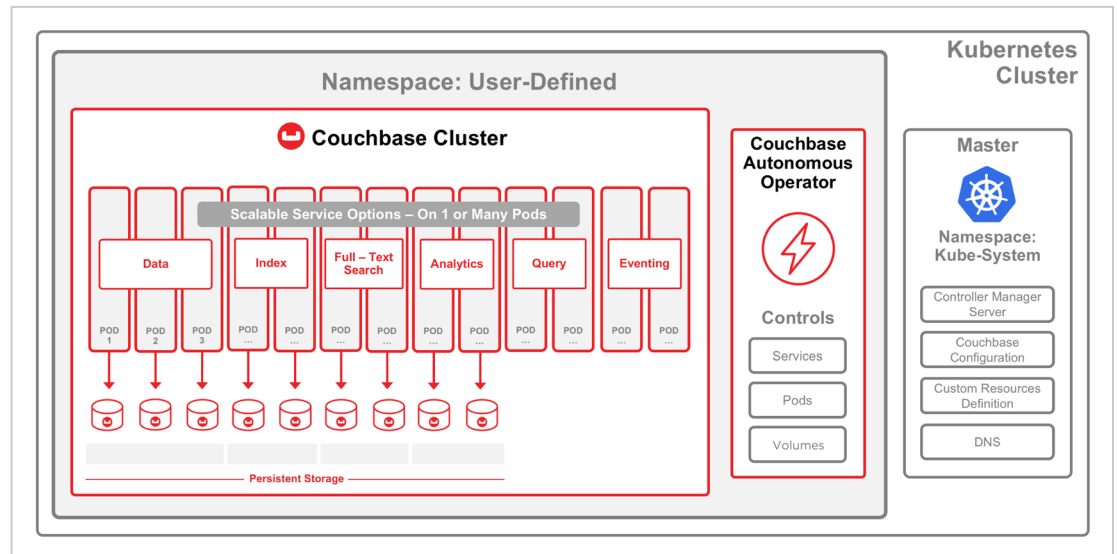 Kubernetes
Cluster
Namespace: User-Defined
Couchbase Cluster
Scalable Service Options – On 1 or Many Pods
Data
Index
Full – Text
Search
Analytics
Query
Eventing
POD
1
POD
2
POD
3
POD
...
POD
...
POD
...
POD
...
POD
...
POD
...
POD
...
POD
...
POD
...
POD
...
Persistent Storage
Couchbase
Autonomous
Operator
Controls
Services
Pods
Volumes
Master
Namespace:
Kube-System
Controller Manager
Server
Couchbase
Configuration
Custom Resources
Definition
DNS